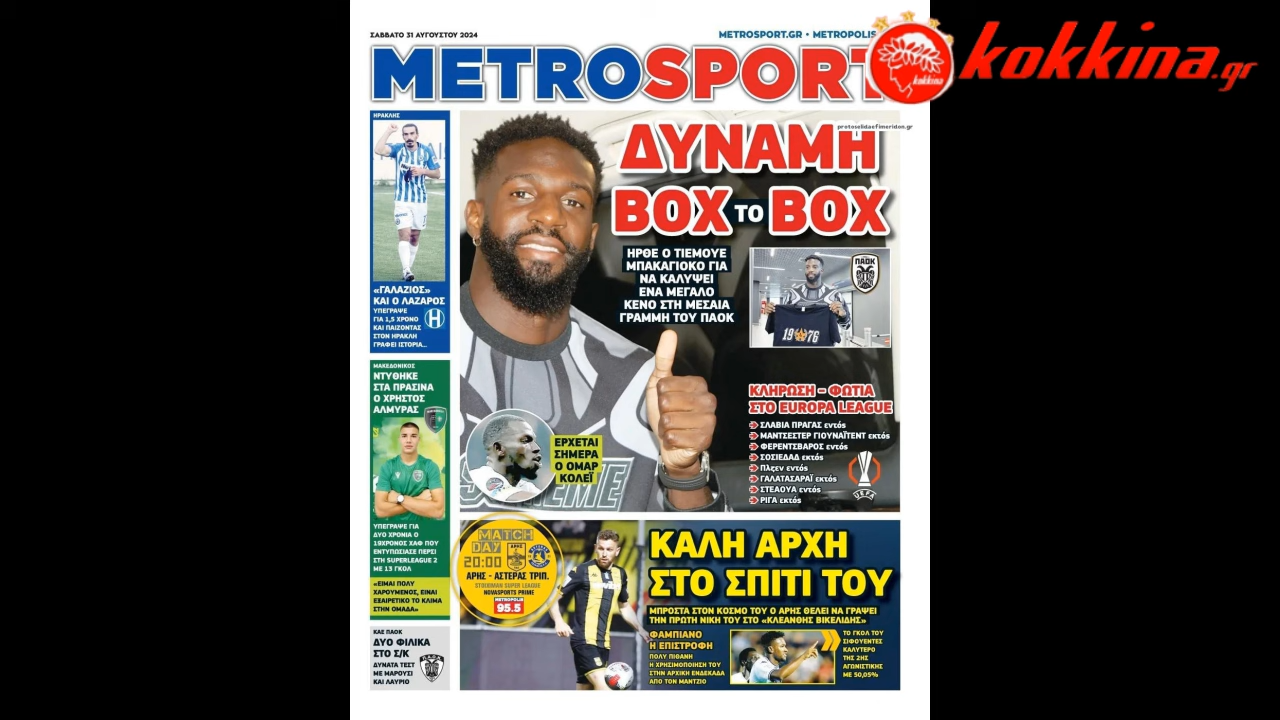 ΣΑΒΒΑΤΟ 31 ΑΥΓΟΥΣΤΟΥ 2024
METROSPORT.GR • METROPOLIS
METROSPORT
kokkina.gr
kokkina
protoselidaefimeridon.gr
ΗΡΑΚΛΗΣ
«ΓΑΛΑΖΙΟΣ»
ΚΑΙ Ο ΛΑΖΑΡΟΣ
ΥΠΕΓΡΑΨΕ
ΓΙΑ 1,5 ΧΡΟΝΟ
ΚΑΙ ΠΑΙΖΟΝΤΑΣ
ΣΤΟΝ ΗΡΑΚΛΗ
ΓΡΑΦΕΙ ΙΣΤΟΡΙΑ...
ΜΑΚΕΔΟΝΙΚΟΣ
ΝΤΥΘΗΚΕ
ΣΤΑ ΠΡΑΣΙΝΑ
Ο ΧΡΗΣΤΟΣ
ΑΛΜΥΡΑΣ
ΥΠΕΓΡΑΨΕ ΓΙΑ
ΔΥΟ ΧΡΟΝΙΑ Ο
19ΧΡΟΝΟΣ ΧΑΦ ΠΟΥ
ΕΝΤΥΠΩΣΙΑΣΕ ΠΕΡΣΙ
ΣΤΗ SUPERLEAGUE 2
ΜΕ 13 ΓΚΟΛ
«ΕΙΜΑΙ ΠΟΛΥ
ΧΑΡΟΥΜΕΝΟΣ, ΕΙΝΑΙ
ΕΞΑΙΡΕΤΙΚΟ ΤΟ ΚΛΙΜΑ
ΣΤΗΝ ΟΜΑΔΑ»
ΚΑΕ ΠΑΟΚ
ΔΥΟ ΦΙΛΙΚΑ
ΣΤΟ Σ/Κ
ΔΥΝΑΤΑ ΤΕΣΤ
ΜΕ ΜΑΡΟΥΣΙ
ΚΑΙ ΛΑΥΡΙΟ
ΔΥΝΑΜΗ
BOX TO BOX
ΗΡΘΕ Ο ΤΙΕΜΟΥΕ
ΜΠΑΚΑΓΙΟΚΟ ΓΙΑ
ΝΑ ΚΑΛΥΨΕΙ
ΕΝΑ ΜΕΓΑΛΟ
ΚΕΝΟ ΣΤΗ ΜΕΣΑΙΑ
ΓΡΑΜΜΗ ΤΟΥ ΠΑΟΚ
ΠΑΟΚ
1976
ΚΛΗΡΩΣΗ - ΦΩΤΙΑ
ΣΤΟ EUROPA LEAGUE
ΣΛΑΒΙΑ ΠΡΑΓΑΣ εντός
ΜΑΝΤΣΕΣΤΕΡ ΓΙΟΥΝΑΪΤΕΝΤ εκτός
ΦΕΡΕΝΤΣΒΑΡΟΣ εντός
ΣΟΣΙΕΔΑΔ εκτός
Πλζεν εντός
ΓΑΛΑΤΑΣΑΡΑΪ εκτός
ΣΤΕΑΟΥΑ εντός
ΡΙΓΑ εκτός
UEFA
ΕΡΧΕΤΑΙ
ΣΗΜΕΡΑ
Ο ΟΜΑΡ
ΚΟΛΕΪ
MATCH
DAY
20:00
ΑΡΗΣ - ΑΣΤΕΡΑΣ ΤΡΙΠ.
STOIXIMAN SUPER LEAGUE
NOVASPORTS PRIME
METROPOLIS
95.5
ΚΑΛΗ ΑΡΧΗ
ΣΤΟ ΣΠΙΤΙ ΤΟΥ
ΜΠΡΟΣΤΑ ΣΤΟΝ ΚΟΣΜΟ ΤΟΥ Ο ΑΡΗΣ ΘΕΛΕΙ ΝΑ ΓΡΑΨΕΙ
ΤΗΝ ΠΡΩΤΗ ΝΙΚΗ ΤΟΥ ΣΤΟ «ΚΛΕΑΝΘΗΣ ΒΙΚΕΛΙΔΗΣ»
ΦΑΜΠΙΑΝΟ
Η ΕΠΙΣΤΡΟΦΗ
ΠΟΛΥ ΠΙΘΑΝΗ
Η ΧΡΗΣΙΜΟΠΟΙΗΣΗ ΤΟΥ
ΣΤΗΝ ΑΡΧΙΚΗ ΕΝΔΕΚΑΔΑ
ΑΠΟ ΤΟΝ ΜΑΝΤΖΙΟ
ΤΟ ΓΚΟΛ ΤΟΥ
ΣΙΦΟΥΕΝΤΕΣ
ΚΑΛΥΤΕΡΟ
ΤΗΣ 2ΗΣ
ΑΓΩΝΙΣΤΙΚΗΣ
ΜΕ 50,05%